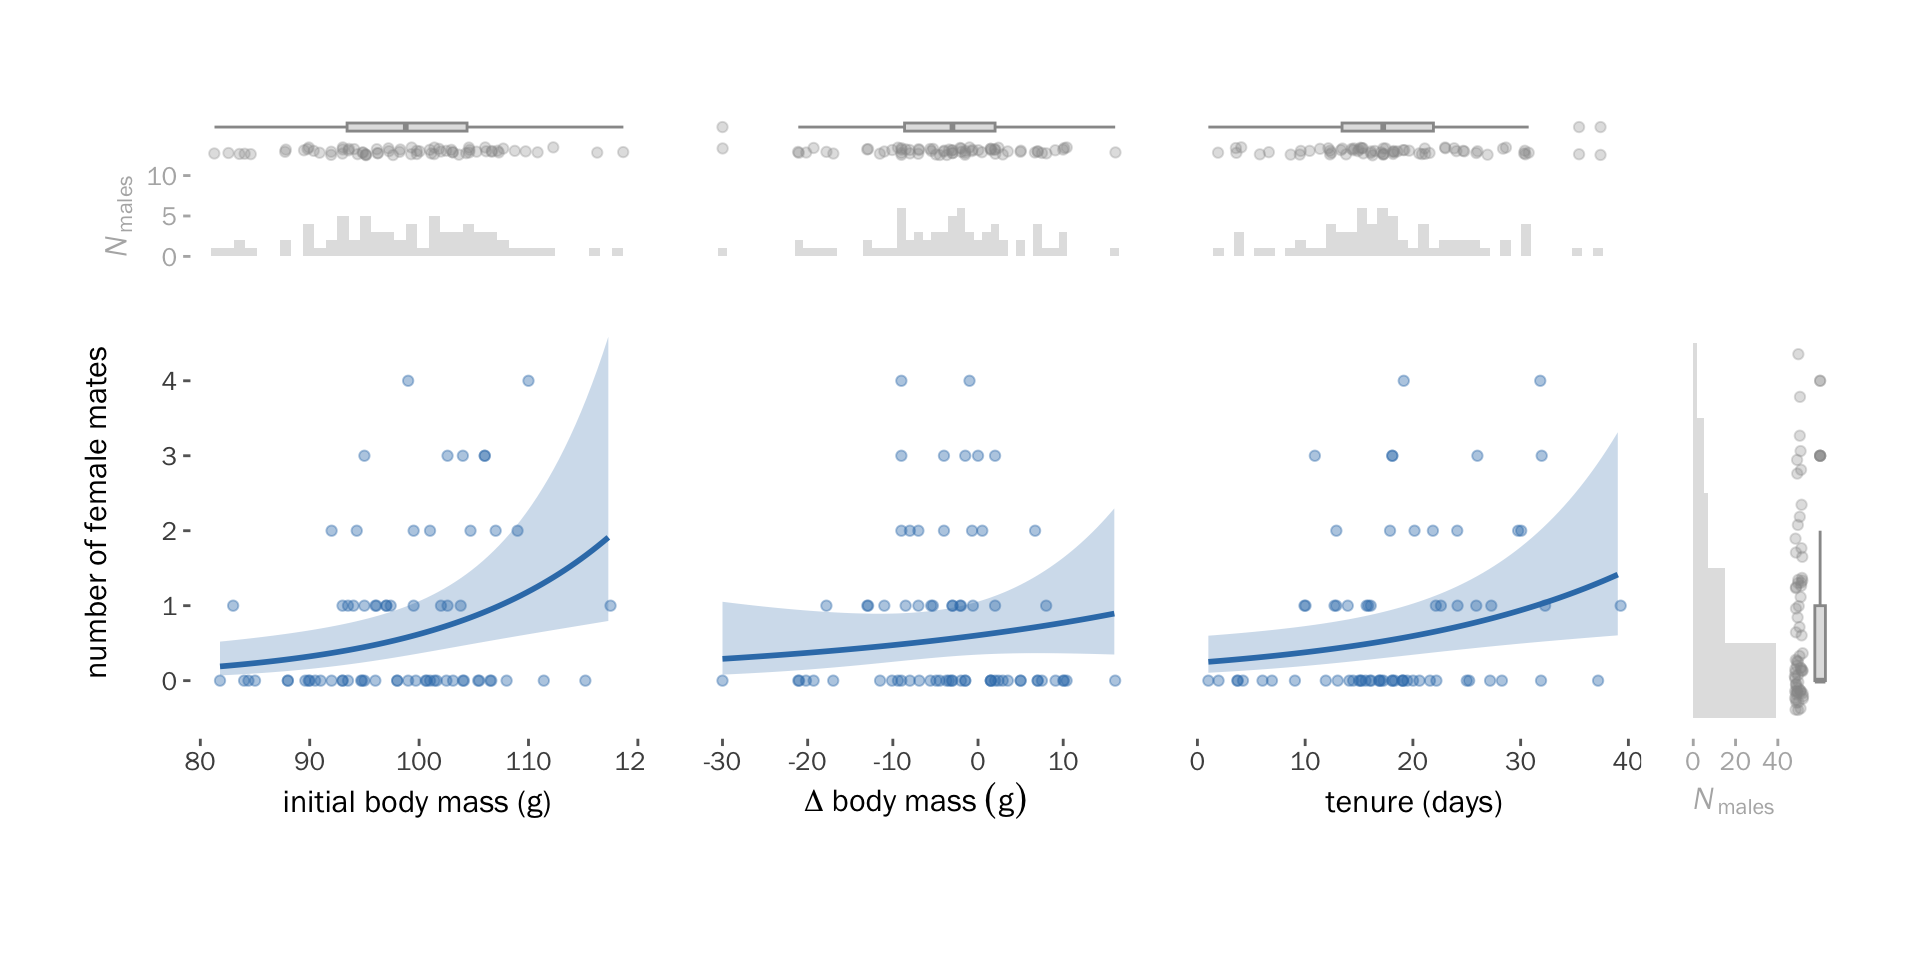 10
5
0
N males
number of female mates
4
3
2
1
0
80 90 100 110 12
initial body mass (g)
-30 -20 -10 0 10
Δ body mass (g)
0 10 20 30 40
tenure (days)
0 20 40
N males